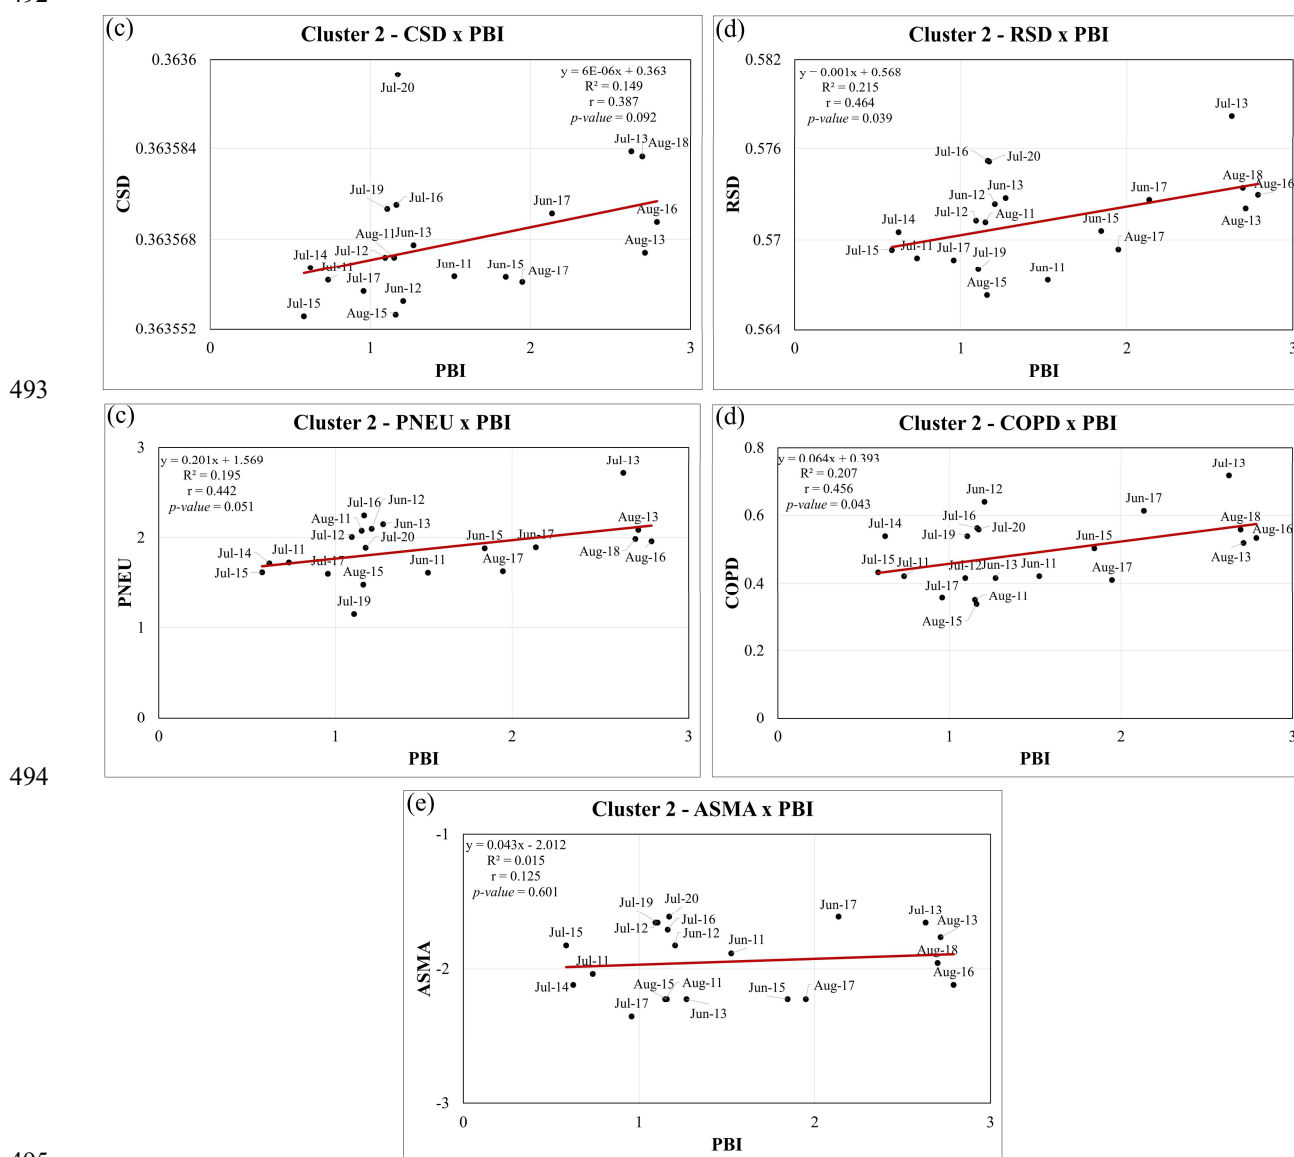 (c)
Cluster 2 - CSD x PBI
y = 6E-06x + 0.363
R² = 0.149
r = 0.387
p-value = 0.092
0.3636
0.363584
0.363568
0.363552
CSD
Jul-20
Jul-13
Aug-18
Jul-19
Jul-16
Jun-17
Aug-16
Aug-11
Jun-13
Jul-12
Aug-13
Jul-14
Jul-11
Jul-17
Jun-11
Jun-15
Aug-17
Jun-12
Jul-15
Aug-15
0 1 2 3
PBI
493
(d)
Cluster 2 - RSD x PBI
y = 0.001x + 0.568
R² = 0.215
r = 0.464
p-value = 0.039
0.582
0.576
0.57
0.564
RSD
Jul-13
Jul-16
Jul-20
Aug-18
Aug-16
Jun-12
Jun-13
Jun-17
Jul-12
Aug-11
Jun-15
Aug-13
Jul-14
Jul-15
Jul-11
Jul-17
Jul-19
Aug-17
Jun-11
Aug-15
0 1 2 3
PBI
(c)
Cluster 2 - PNEU x PBI
y = 0.201x + 1.569
R² = 0.195
r = 0.442
p-value = 0.051
3
2
1
0
PNEU
Jul-13
Jul-16
Jun-12
Aug-11
Jun-13
Jul-12
Jul-20
Jun-15
Jun-17
Aug-13
Jul-14
Jul-11
Jul-15
Jul-17
Aug-15
Jun-11
Aug-17
Aug-18
Aug-16
Jul-19
0 1 2 3
PBI
494
(d)
Cluster 2 - COPD x PBI
y = 0.064x + 0.393
R² = 0.207
r = 0.456
p-value = 0.043
0.8
0.6
0.4
0.2
0
COPD
Jul-13
Jun-12
Jun-17
Jul-14
Jul-16
Jul-20
Jul-19
Jun-15
Aug-18
Aug-16
Aug-13
Jul-15
Jul-11
Jul-12
Jun-13
Jun-11
Aug-17
Jul-17
Aug-11
Aug-15
0 1 2 3
PBI
(e)
Cluster 2 - ASMA x PBI
y = 0.043x - 2.012
R² = 0.015
r = 0.125
p-value = 0.601
-1
-2
-3
ASMA
Jul-19
Jul-20
Jul-12
Jul-16
Jun-12
Jun-17
Jul-13
Aug-13
Jul-15
Jun-11
Aug-18
Jul-11
Jul-14
Aug-15
Aug-11
Jun-15
Aug-17
Aug-16
Jul-17
Jun-13
0 1 2 3
PBI